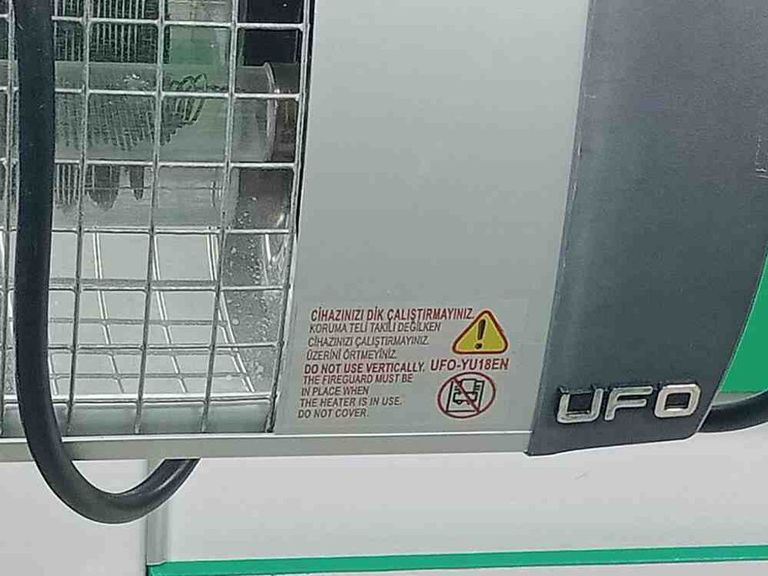 CİHAZINIZI DİK ÇALIŞTIRMAYINIZ.
KORUMA TELİ TAKILI DEĞİLKEN
CİHAZINIZI ÇALIŞTIRMAYINIZ.
ÜZERİNİ ÖRTMEYİNİZ.
DO NOT USE VERTICALLY. UFO-YU18EN
THE FIREGUARD MUST BE
IN PLACE WHEN
THE HEATER IS IN USE.
DO NOT COVER.
UFO